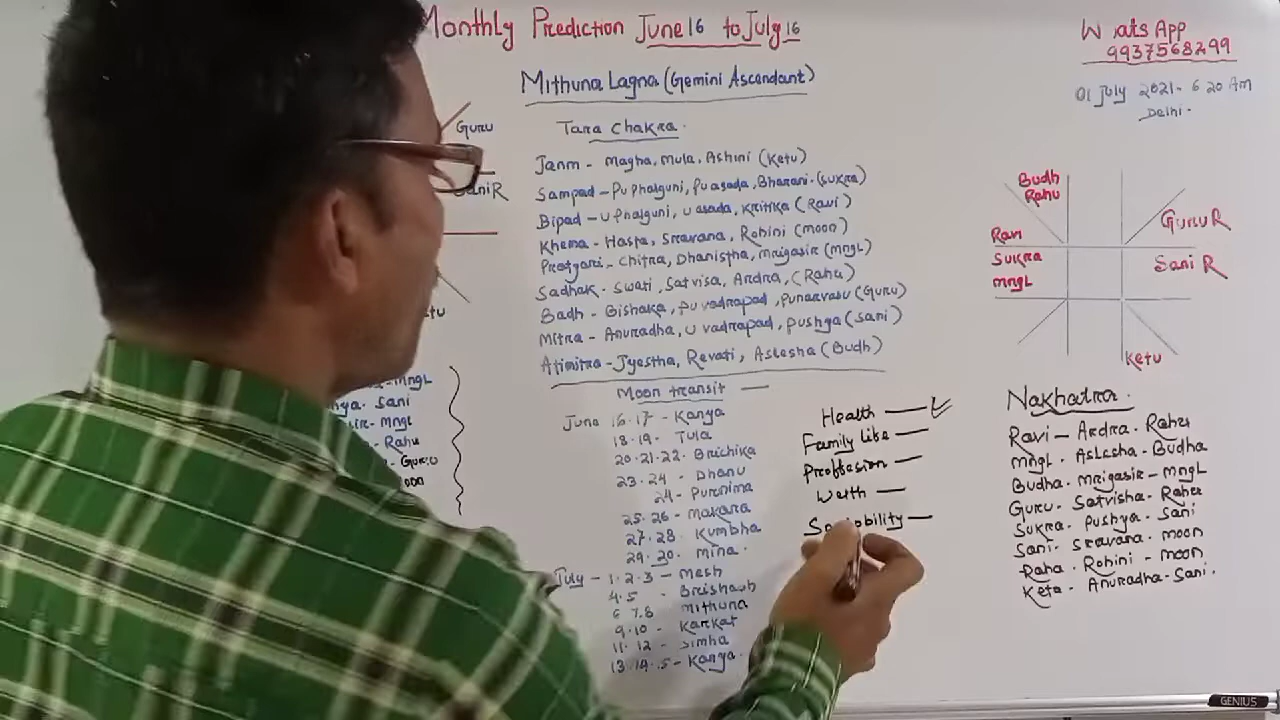 Monthly Prediction June 16 to July 16
Mithuna Lagna (Gemini Ascendant)
Tara Chakra.
Janm - Magha, Mula, Ashini (Ketu)
Sampad - Pu Phalguni, Pu asada, Bharani. (Sukra)
Bipad - U Phalguni, U asada, Kritika (Ravi)
Khema - Hasta, Sravana, Rohini (moon)
Pratyari - Chitra, Dhanistha, Mrigasir (mngl)
Sadhak - Swati, Satvisa, Ardra, (Rahu)
Badh - Bishaka, Pu vadrapad, Punarvasu (Guru)
Mitra - Anuradha, U vadrapad, Pushya (Sani)
Atimitra - Jyestha, Revati, Aslesha (Budh)
Moon transit
June 16.17 - Kanya
18.19 - Tula
20.21.22 - Brichika
23.24 - Dhanu
24 - Purnima
25.26 - Makara
27.28 - Kumbha
29.30 - Mina.
July - 1.2.3 - Mesh
4.5 - Brishabh
6 7.8 Mithuna
9.10 - Karkat
11.12 - Simha
13.14.15 - Kanya
Guru
Sani R
mngL
Sani
mngl
- Rahu
- Guru
Health
Family Life
Proffesion
Welth
WatsApp
9937568299
01 July 2021 - 6 20 AM
Delhi.
Budh
Rahu
Guru R
Ravi
Sukra
Sani R
mngL
Ketu
Nakhatra.
Ravi - Ardra - Rahu
Mngl. Aslesha - Budha
Budha - Mrigasir - mngl
Guru - Satvisha - Rahu
Sukra - Pushya - Sani
Sani - Sravana - moon
Raha - Rohini - moon
Ketu - Anuradha - Sani.
GENIUS